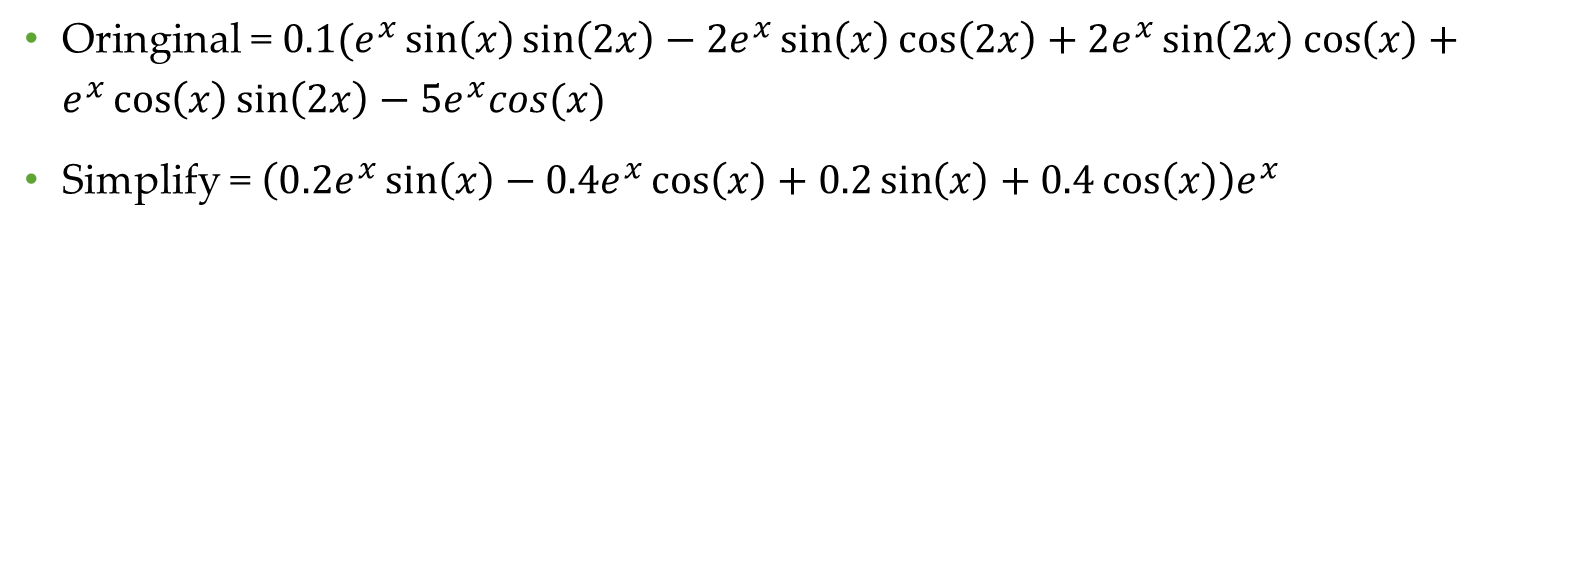 • Oringinal = 0.1(eˣ sin(x) sin(2x) − 2eˣ sin(x) cos(2x) + 2eˣ sin(2x) cos(x) +
eˣ cos(x) sin(2x) − 5eˣcos(x)
• Simplify = (0.2eˣ sin(x) − 0.4eˣ cos(x) + 0.2 sin(x) + 0.4 cos(x))eˣ